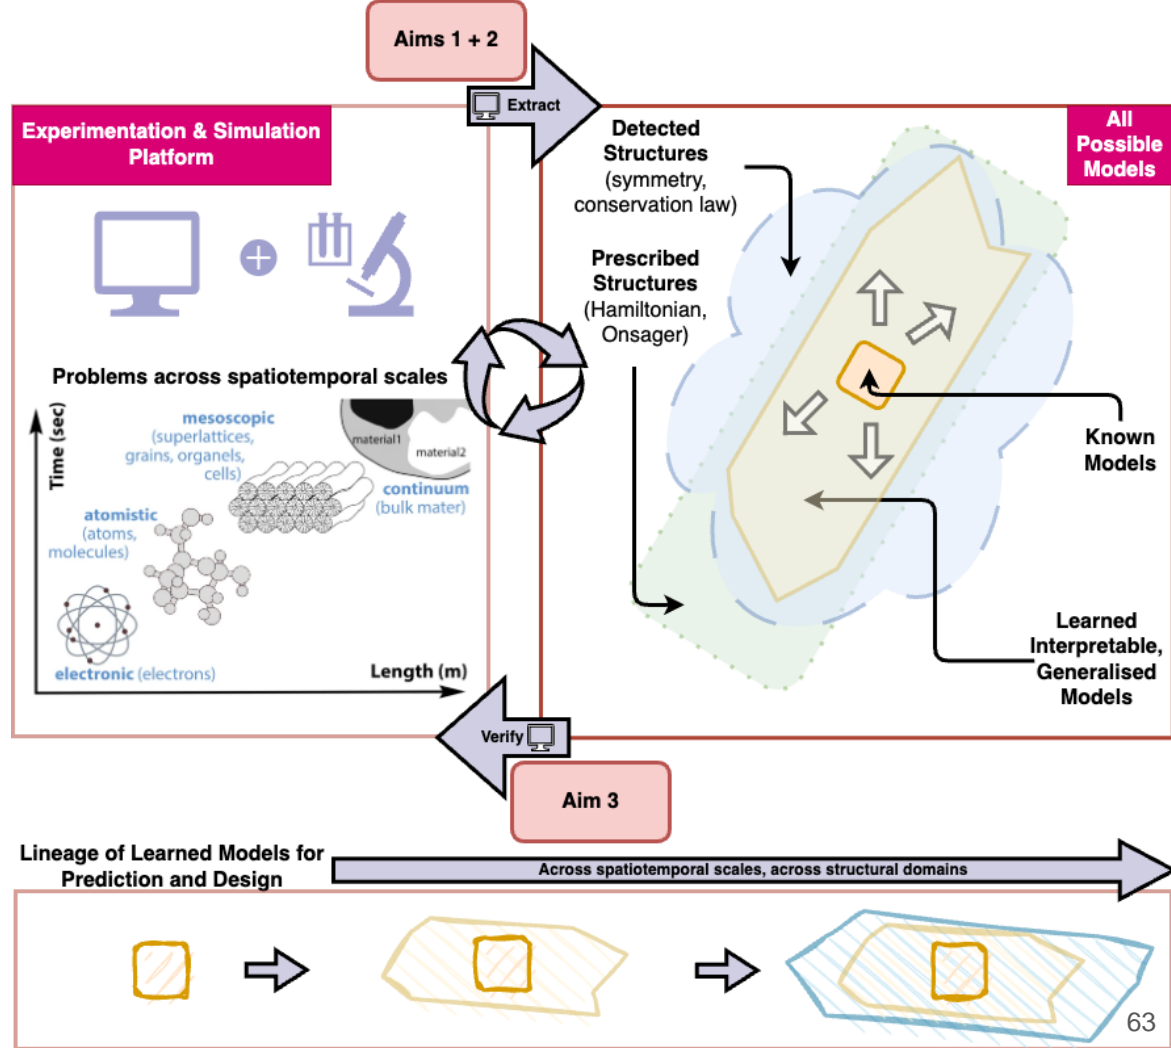 Aims 1 + 2
Extract
Experimentation & Simulation
Platform
All
Possible
Models
Detected
Structures
(symmetry,
conservation law)
Prescribed
Structures
(Hamiltonian,
Onsager)
Problems across spatiotemporal scales
Time (sec)
mesoscopic
(superlattices,
grains, organels,
cells)
material1
material2
continuum
(bulk mater)
atomistic
(atoms,
molecules)
electronic (electrons)
Length (m)
Known
Models
Learned
Interpretable,
Generalised
Models
Verify
Aim 3
Lineage of Learned Models for
Prediction and Design
Across spatiotemporal scales, across structural domains
63